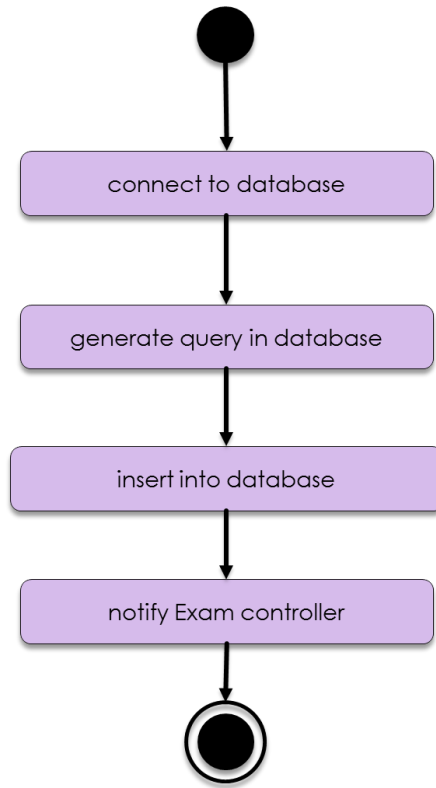 connect to database
generate query in database
insert into database
notify Exam controller